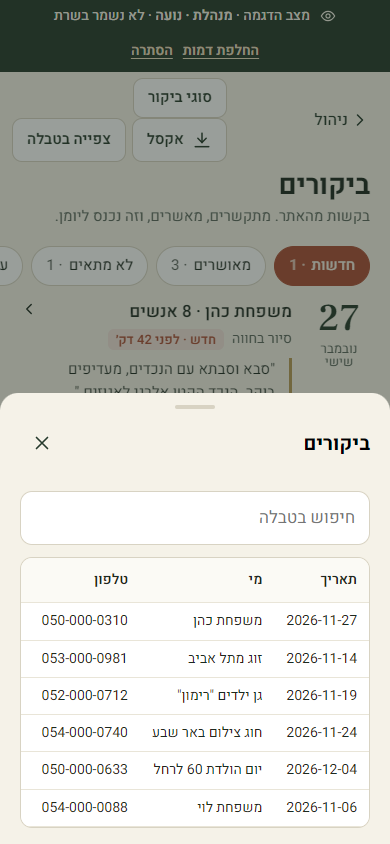 מצב הדגמה · מנהלת · נועה · לא נשמר בשרת
החלפת דמות הסתרה
ניהול
סוגי ביקור
אקסל
צפייה בטבלה
ביקורים
בקשות מהאתר. מתקשרים, מאשרים, וזה נכנס ליומן.
חדשות · 1
מאושרים · 3
לא מתאים · 1
27
נובמבר
שישי
משפחת כהן · 8 אנשים
סיור בחווה
חדש · לפני 42 דק'
"סבא וסבתא עם הנכדים, מעדיפים
ביקורים
חיפוש בטבלה
תאריך מי טלפון
2026-11-27 משפחת כהן 050-000-0310
2026-11-14 זוג מתל אביב 053-000-0981
2026-11-19 גן ילדים "רימון" 052-000-0712
2026-11-24 חוג צילום באר שבע 054-000-0740
2026-12-04 יום הולדת 60 לרחל 050-000-0633
2026-11-06 משפחת לוי 054-000-0088